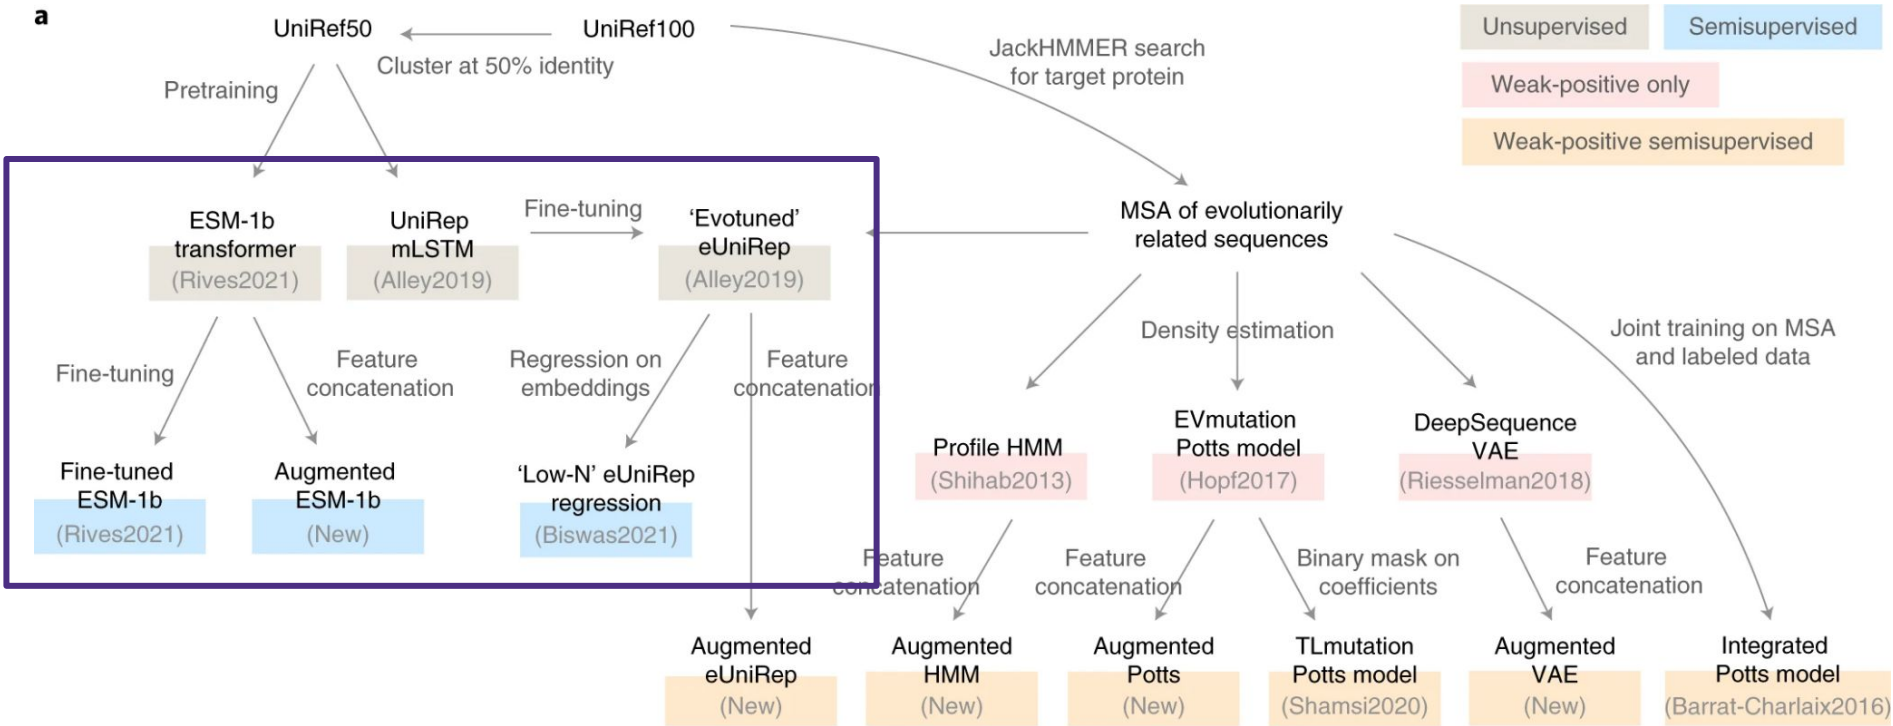 a
UniRef50
UniRef100
Cluster at 50% identity
Pretraining
JackHMMER search
for target protein
Unsupervised
Semisupervised
Weak-positive only
Weak-positive semisupervised
ESM-1b
transformer
(Rives2021)
UniRep
mLSTM
(Alley2019)
Fine-tuning
‘Evotuned’
eUniRep
(Alley2019)
MSA of evolutionarily
related sequences
Fine-tuning
Feature
concatenation
Regression on
embeddings
Feature
concatenation
Density estimation
Joint training on MSA
and labeled data
Fine-tuned
ESM-1b
(Rives2021)
Augmented
ESM-1b
(New)
‘Low-N’ eUniRep
regression
(Biswas2021)
Profile HMM
(Shihab2013)
EVmutation
Potts model
(Hopf2017)
DeepSequence
VAE
(Riesselman2018)
Feature
concatenation
Feature
concatenation
Binary mask on
coefficients
Feature
concatenation
Augmented
eUniRep
(New)
Augmented
HMM
(New)
Augmented
Potts
(New)
TLmutation
Potts model
(Shamsi2020)
Augmented
VAE
(New)
Integrated
Potts model
(Barrat-Charlaix2016)